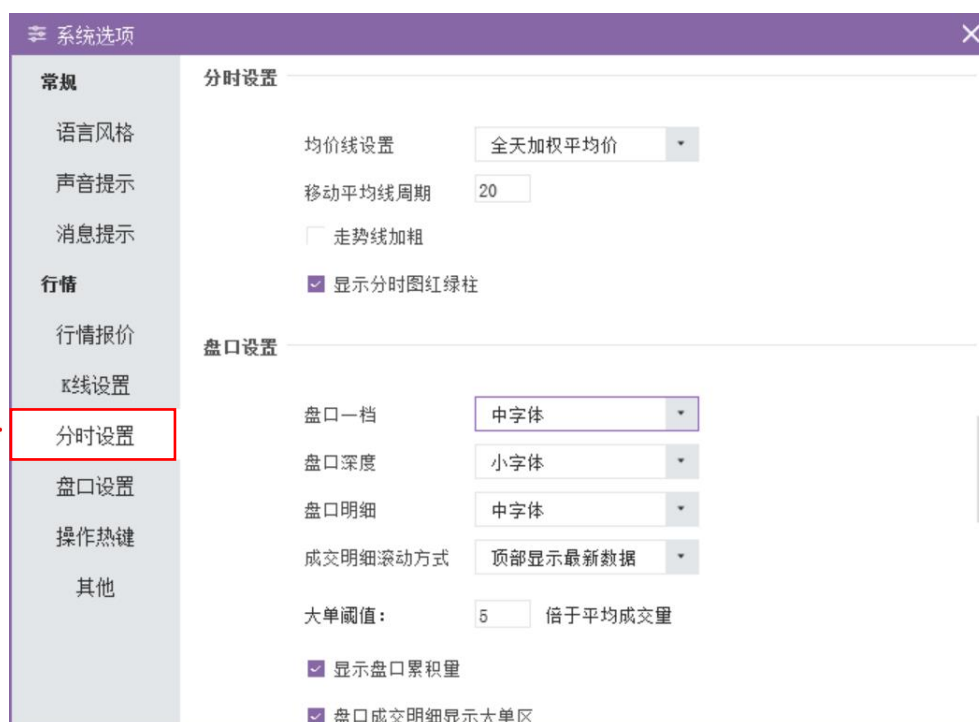 系统选项
常规
语言风格
声音提示
消息提示
行情
行情报价
K线设置
分时设置
盘口设置
操作热键
其他
分时设置
均价线设置 全天加权平均价
移动平均线周期 20
走势线加粗
显示分时图红绿柱
盘口设置
盘口一档 中字体
盘口深度 小字体
盘口明细 中字体
成交明细滚动方式 顶部显示最新数据
大单阈值: 5 倍于平均成交量
显示盘口累积量
盘口成交明细显示大单区